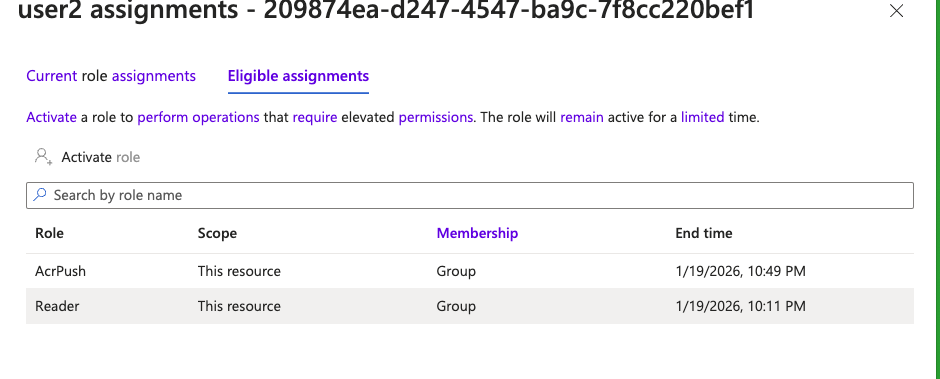 user2 assignments - 209874ea-d247-4547-ba9c-7f8cc220bef1
Current role assignments Eligible assignments
Activate a role to perform operations that require elevated permissions. The role will remain active for a limited time.
Activate role
Search by role name
Role Scope Membership End time
AcrPush This resource Group 1/19/2026, 10:49 PM
Reader This resource Group 1/19/2026, 10:11 PM